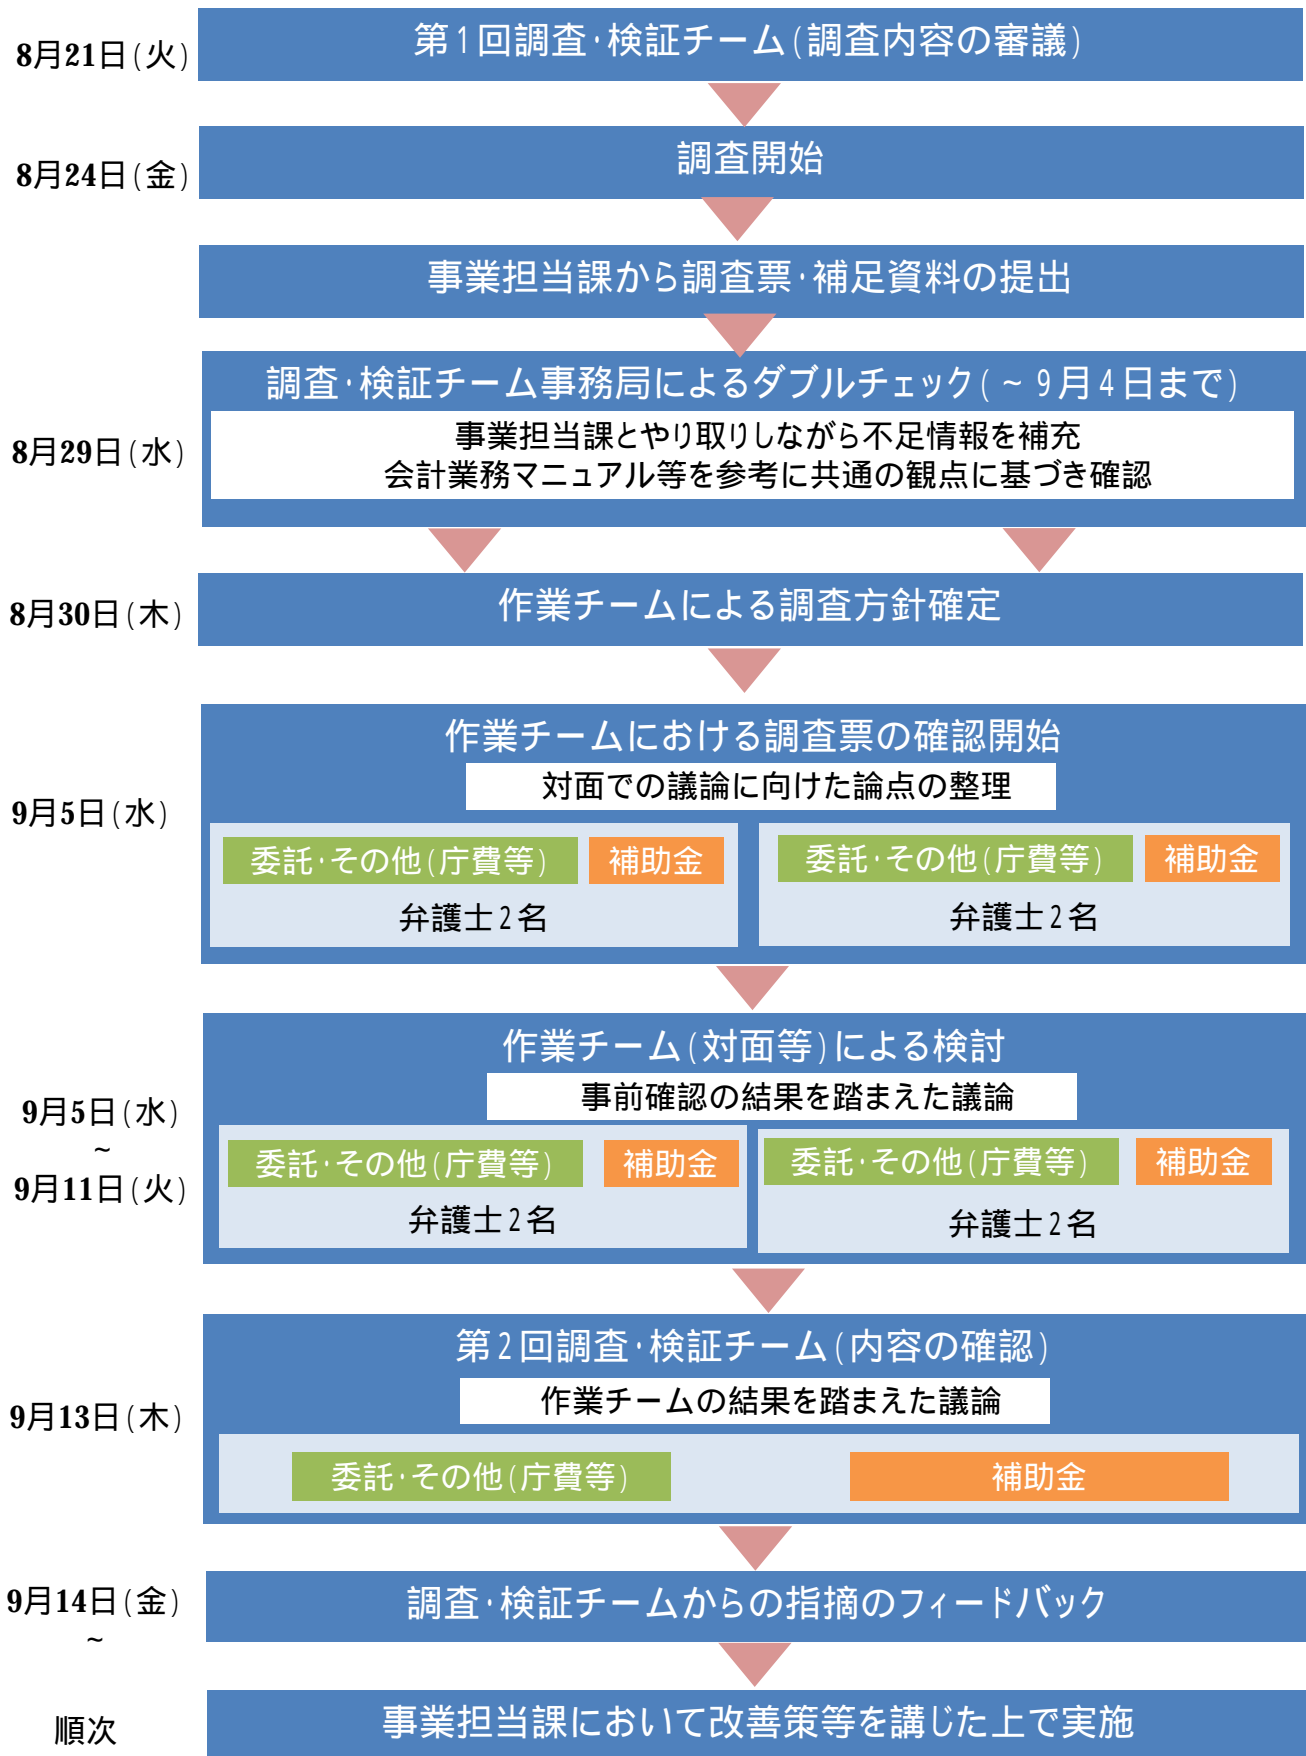 8月21日(火)
第1回調査・検証チーム(調査内容の審議)
8月24日(金)
調査開始
事業担当課から調査票・補足資料の提出
調査・検証チーム事務局によるダブルチェック(~9月4日まで)
8月29日(水)
事業担当課とやり取りしながら不足情報を補充
会計業務マニュアル等を参考に共通の観点に基づき確認
8月30日(木)
作業チームによる調査方針確定
作業チームにおける調査票の確認開始
対面での議論に向けた論点の整理
9月5日(水)
委託・その他(庁費等) 補助金 委託・その他(庁費等) 補助金
弁護士2名 弁護士2名
作業チーム(対面等)による検討
事前確認の結果を踏まえた議論
9月5日(水)
~
9月11日(火)
委託・その他(庁費等) 補助金 委託・その他(庁費等) 補助金
弁護士2名 弁護士2名
第2回調査・検証チーム(内容の確認)
作業チームの結果を踏まえた議論
9月13日(木)
委託・その他(庁費等) 補助金
9月14日(金)
~
調査・検証チームからの指摘のフィードバック
順次
事業担当課において改善策等を講じた上で実施